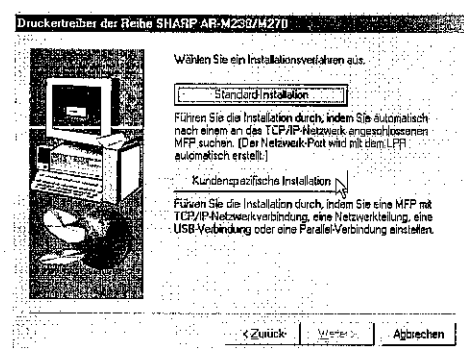 Druckertreiber der Reihe SHARP AR-M230/M270
Wählen Sie ein Installationsverfahren aus.
Standard-Installation
Führen Sie die Installation durch, indem Sie automatisch
nach einem an das TCP/IP-Netzwerk angeschlossenen
MFP suchen. (Der Netzwerk-Port wird mit dem LPR
automatisch erstellt.)
Kundenspezifische Installation
Führen Sie die Installation durch, indem Sie eine MFP mit
TCP/IP-Netzwerkverbindung, eine Netzwerkteilung, eine
USB-Verbindung oder eine Parallel-Verbindung einstellen.
< Zurück
Weiter >
Abbrechen